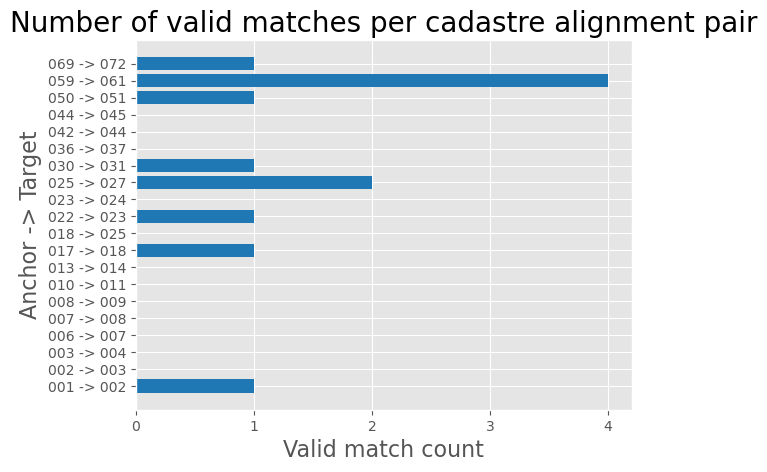 Number of valid matches per cadastre alignment pair
Anchor -> Target
069 -> 072
059 -> 061
050 -> 051
044 -> 045
042 -> 044
036 -> 037
030 -> 031
025 -> 027
023 -> 024
022 -> 023
018 -> 025
017 -> 018
013 -> 014
010 -> 011
008 -> 009
007 -> 008
006 -> 007
003 -> 004
002 -> 003
001 -> 002
0 1 2 3 4
Valid match count